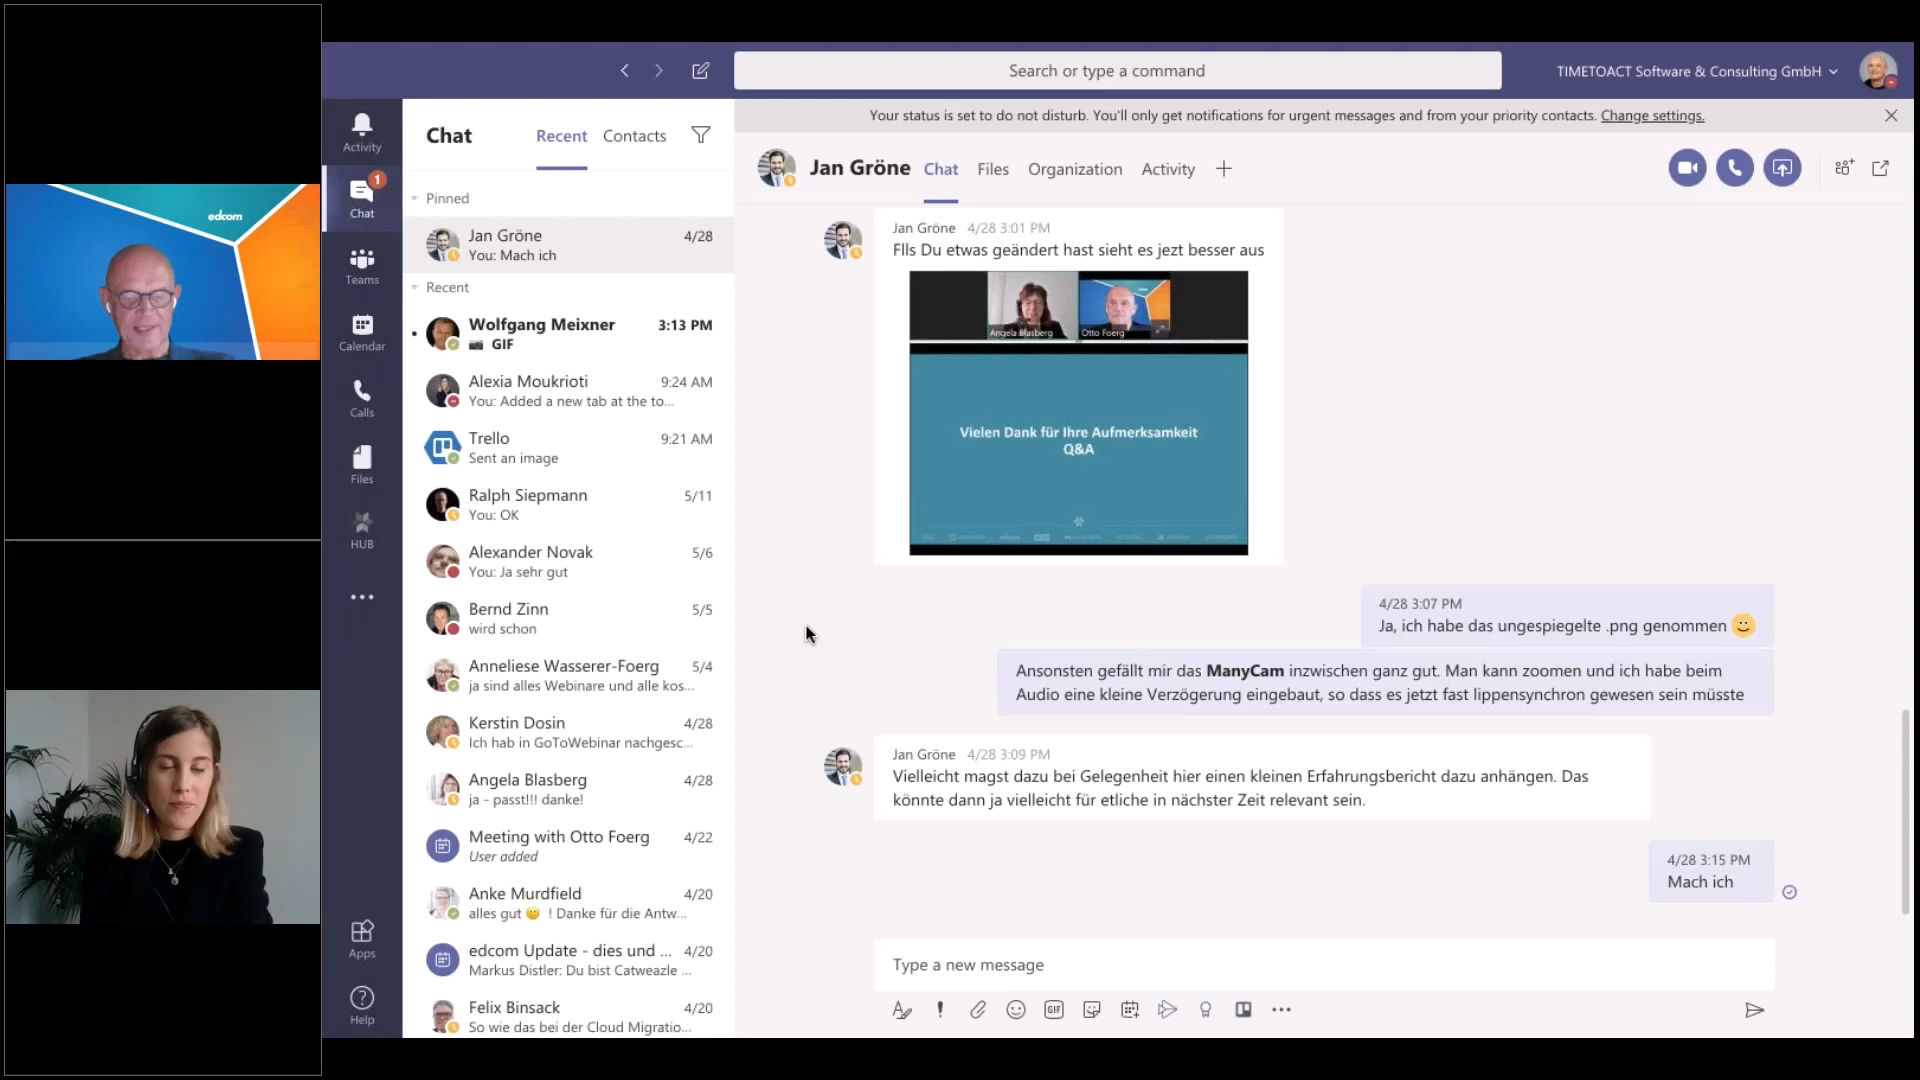 edcom
Search or type a command
TIMETOACT Software & Consulting GmbH
Your status is set to do not disturb. You'll only get notifications for urgent messages and from your priority contacts. Change settings.
Activity
Chat
1
Teams
Calendar
Calls
Files
HUB
Apps
Help
Chat
Recent
Contacts
Pinned
Jan Gröne 4/28
You: Mach ich
Recent
Wolfgang Meixner 3:13 PM
GIF
Alexia Moukrioti 9:24 AM
You: Added a new tab at the to...
Trello 9:21 AM
Sent an image
Ralph Siepmann 5/11
You: OK
Alexander Novak 5/6
You: Ja sehr gut
Bernd Zinn 5/5
wird schon
Anneliese Wasserer-Foerg 5/4
ja sind alles Webinare und alle kos...
Kerstin Dosin 4/28
Ich hab in GoToWebinar nachgesc...
Angela Blasberg 4/28
ja - passt!!! danke!
Meeting with Otto Foerg 4/22
User added
Anke Murdfield 4/20
alles gut 😊 ! Danke für die Antw...
edcom Update - dies und ... 4/20
Markus Distler: Du bist Catweazle ...
Felix Binsack 4/20
So wie das bei der Cloud Migratio...
Jan Gröne
Chat
Files
Organization
Activity
Jan Gröne 4/28 3:01 PM
Flls Du etwas geändert hast sieht es jezt besser aus
Angela Blasberg
Otto Foerg
Vielen Dank für Ihre Aufmerksamkeit
Q&A
4/28 3:07 PM
Ja, ich habe das ungespiegelte .png genommen 🙂
Ansonsten gefällt mir das ManyCam inzwischen ganz gut. Man kann zoomen und ich habe beim
Audio eine kleine Verzögerung eingebaut, so dass es jetzt fast lippensynchron gewesen sein müsste
Jan Gröne 4/28 3:09 PM
Vielleicht magst dazu bei Gelegenheit hier einen kleinen Erfahrungsbericht dazu anhängen. Das
könnte dann ja vielleicht für etliche in nächster Zeit relevant sein.
4/28 3:15 PM
Mach ich
Type a new message
GIF